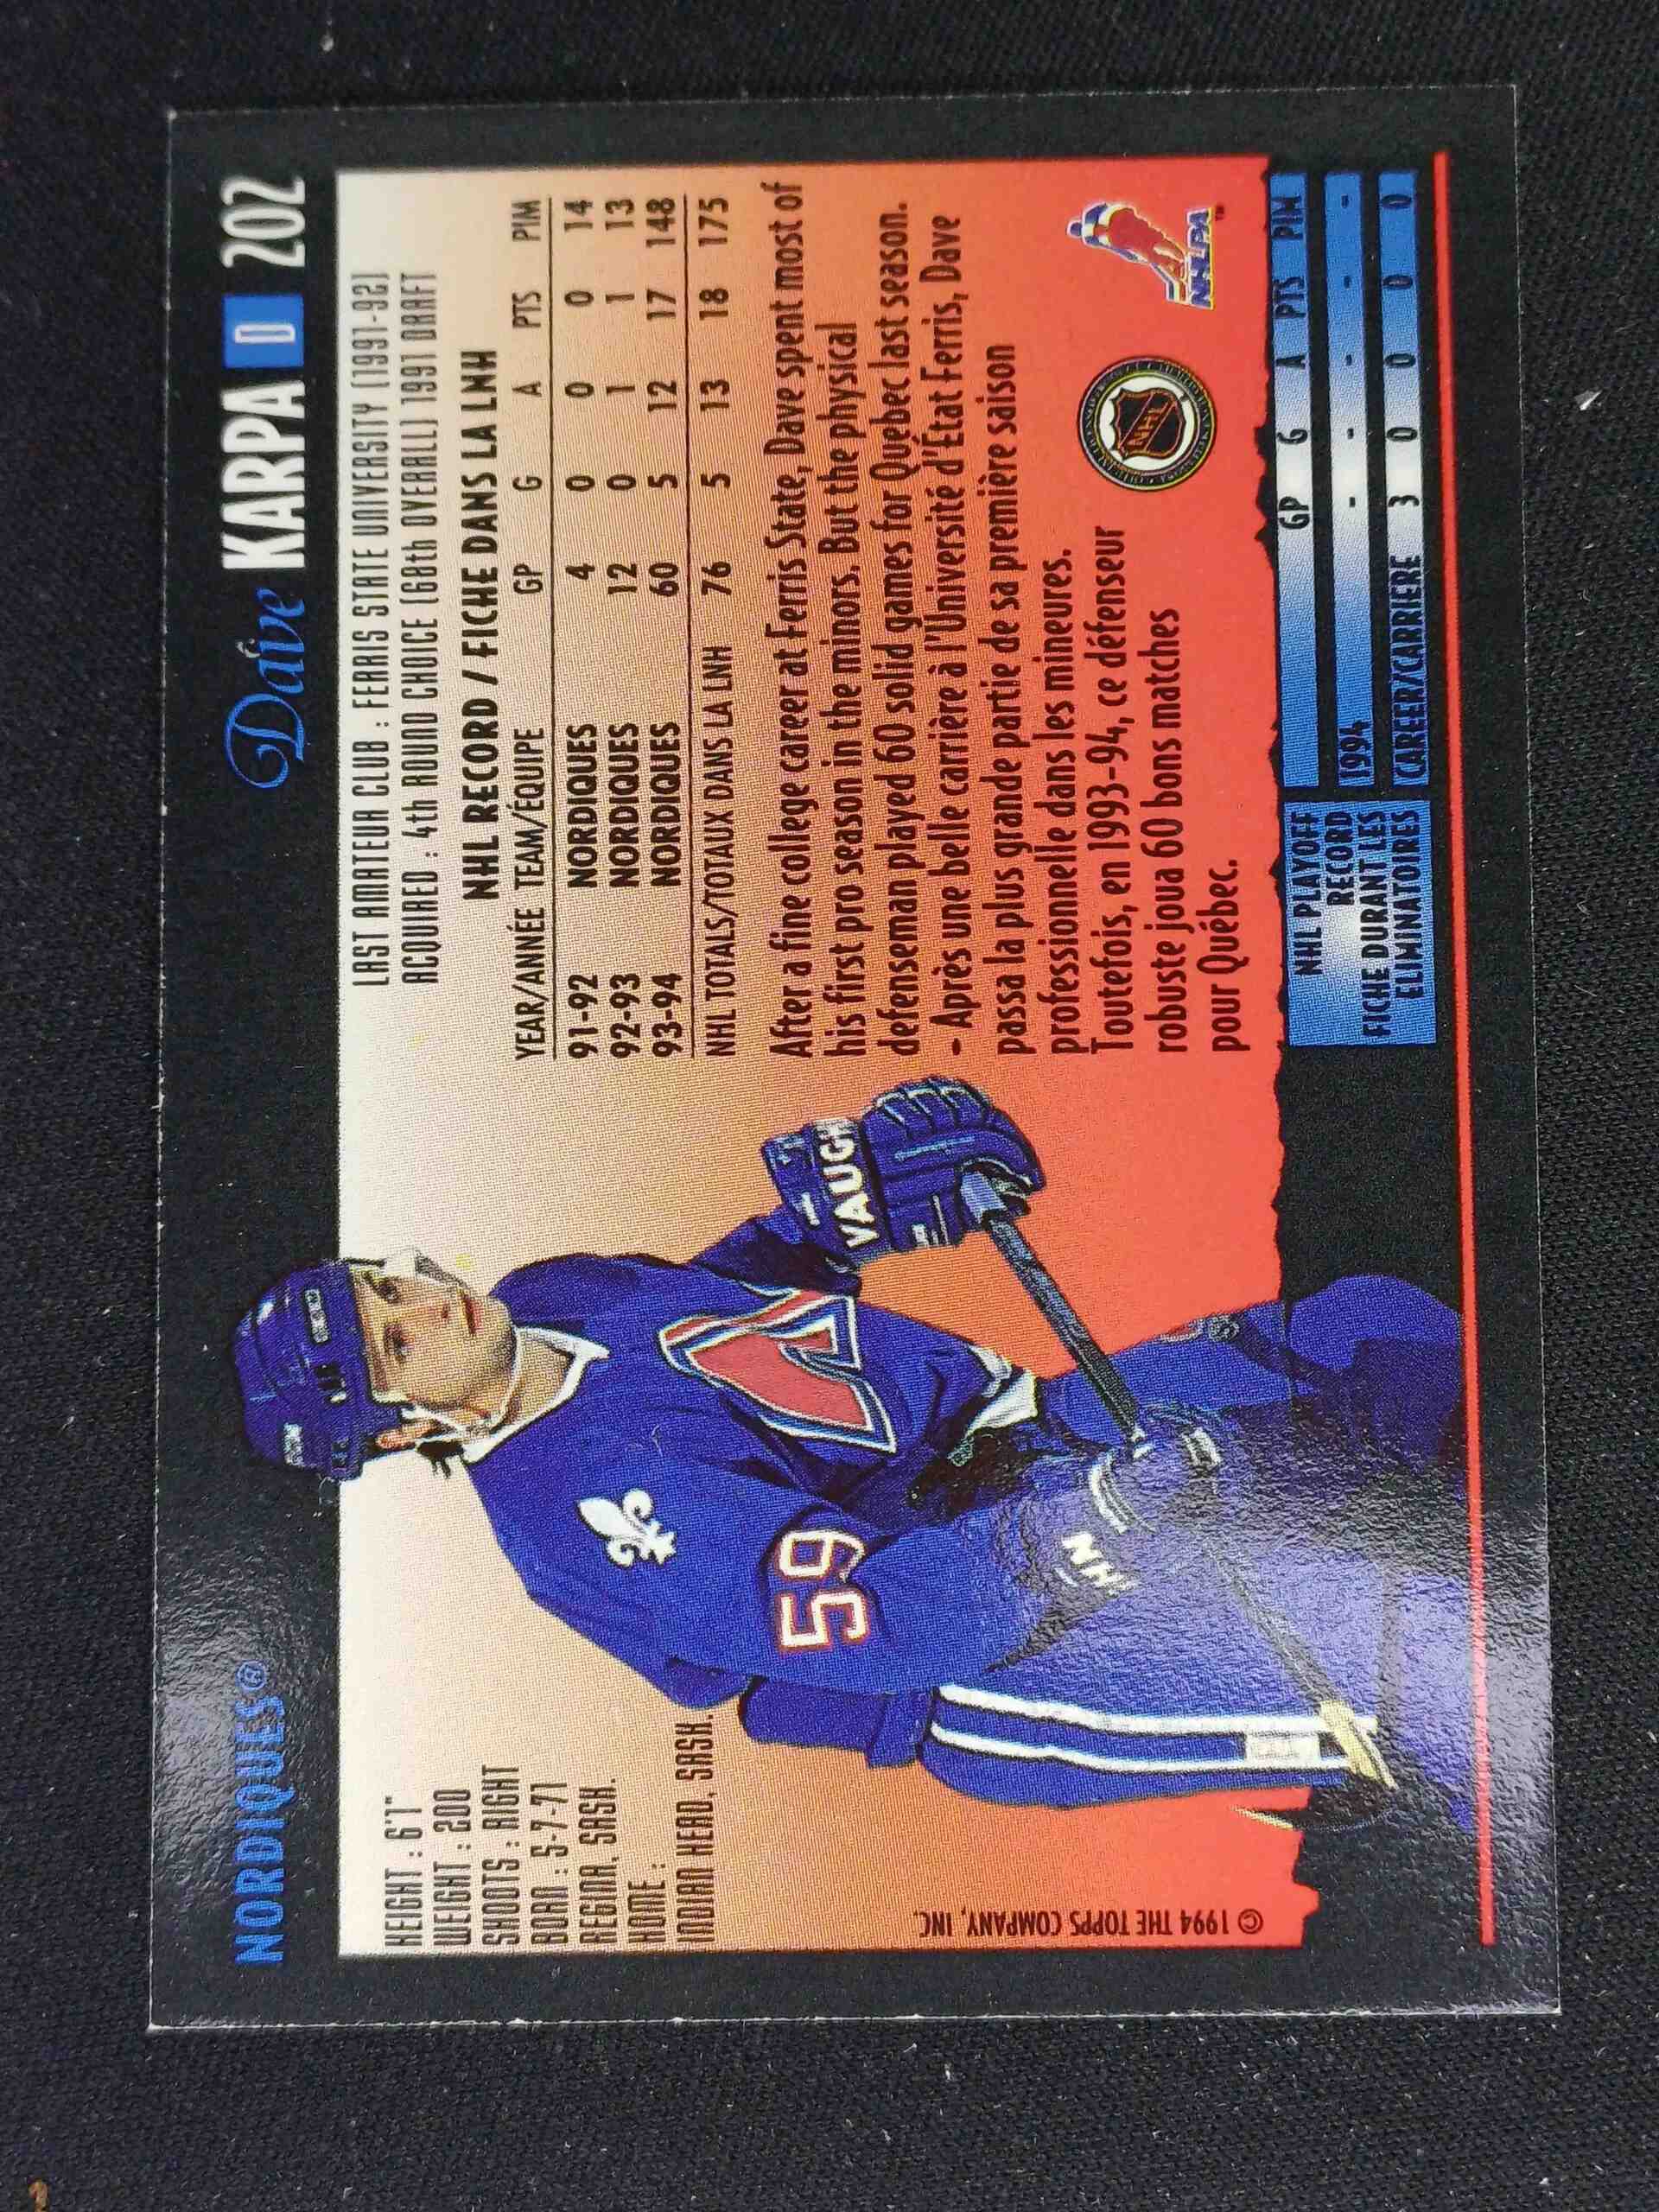 NORDIQUES®
Dave KARPA D 202
HEIGHT : 6'1"
WEIGHT : 200
SHOOTS : RIGHT
BORN : 5-7-71
REGINA, SASK.
HOME :
INDIAN HEAD, SASK.
© 1994 THE TOPPS COMPANY, INC.
59
VAUGH
HN
LAST AMATEUR CLUB : FERRIS STATE UNIVERSITY (1991-92)
ACQUIRED : 4th ROUND CHOICE (68th OVERALL) 1991 DRAFT
NHL RECORD / FICHE DANS LA LNH
YEAR/ANNÉE TEAM/ÉQUIPE GP G A PTS PIM
91-92 NORDIQUES 4 0 0 0 14
92-93 NORDIQUES 12 0 1 1 13
93-94 NORDIQUES 60 5 12 17 148
NHL TOTALS/TOTAUX DANS LA LNH 76 5 13 18 175
After a fine college career at Ferris State, Dave spent most of
his first pro season in the minors. But the physical
defenseman played 60 solid games for Quebec last season.
- Après une belle carrière à l'Université d'État Ferris, Dave
passa la plus grande partie de sa première saison
professionnelle dans les mineures.
Toutefois, en 1993-94, ce défenseur
robuste joua 60 bons matches
pour Québec.
NHL
NHLPA™
NHL PLAYOFF
RECORD
FICHE DURANT LES
ELIMINATOIRES
GP G A PTS PIM
1994 - - - - -
CAREER/CARRIERE 3 0 0 0 0